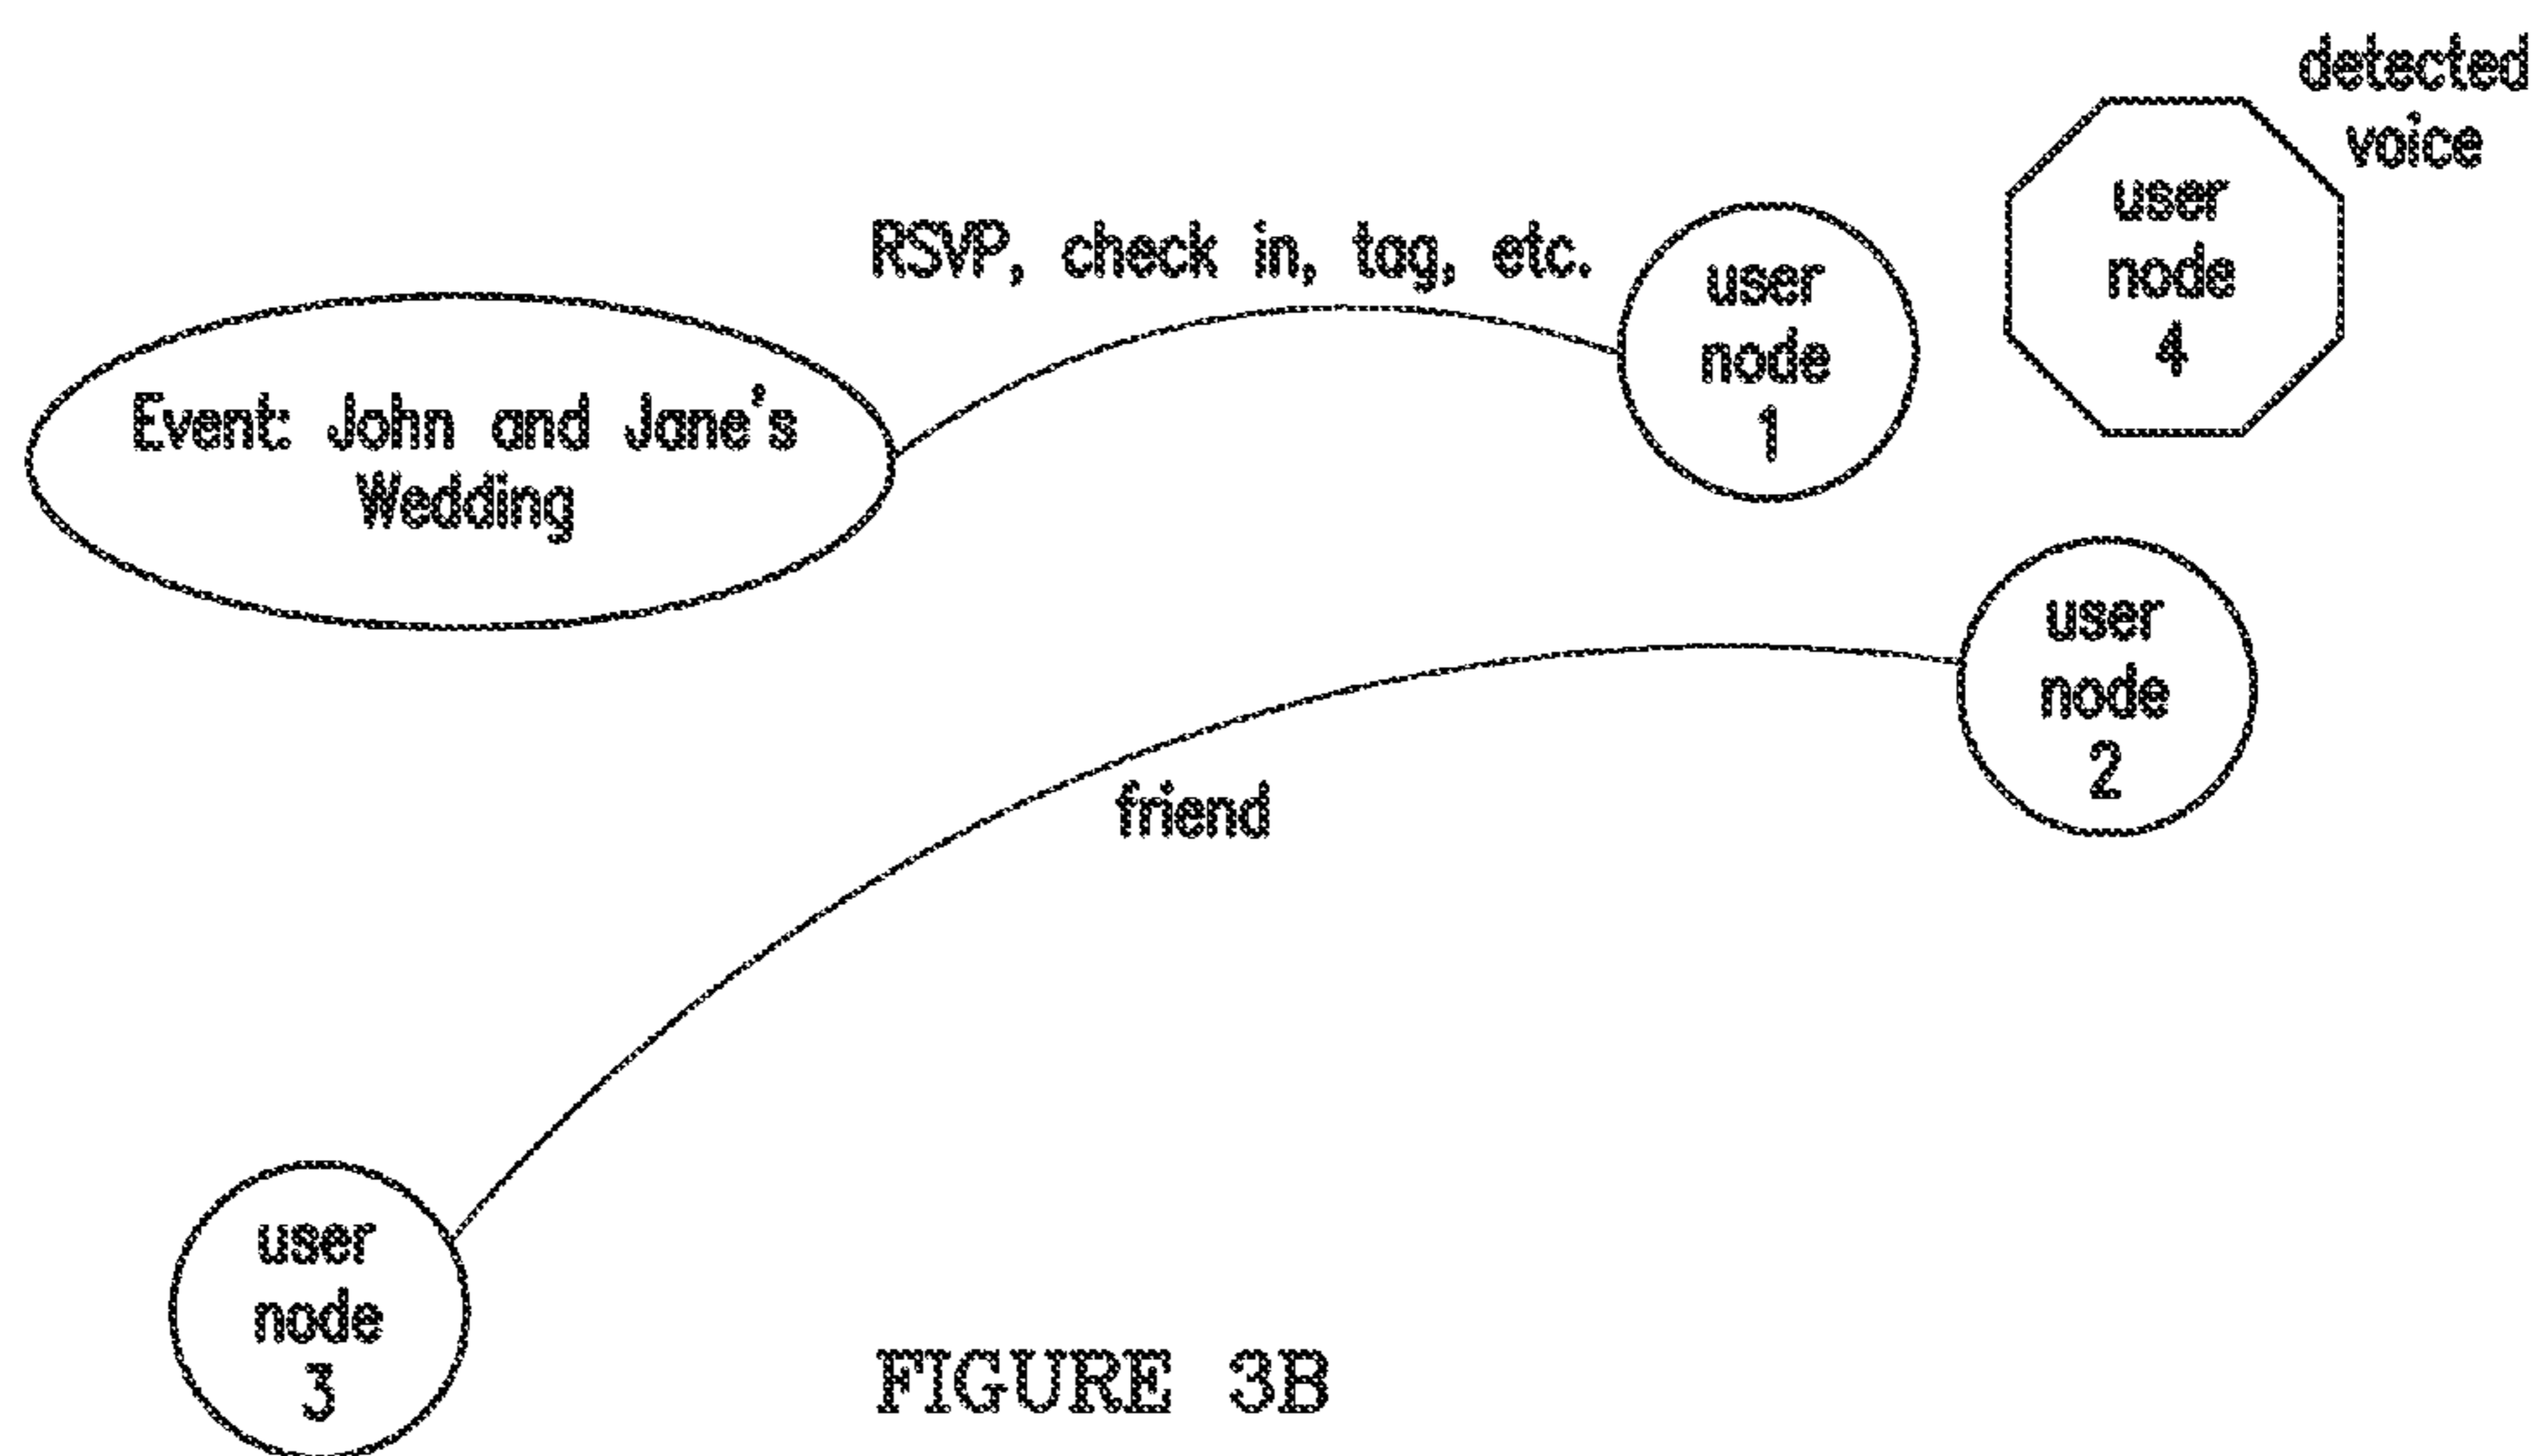 detected
voice
user
node
4
RSVP, check in, tag, etc.
user
node
1
Event: John and Jane's
Wedding
user
node
2
friend
user
node
3
FIGURE 3B